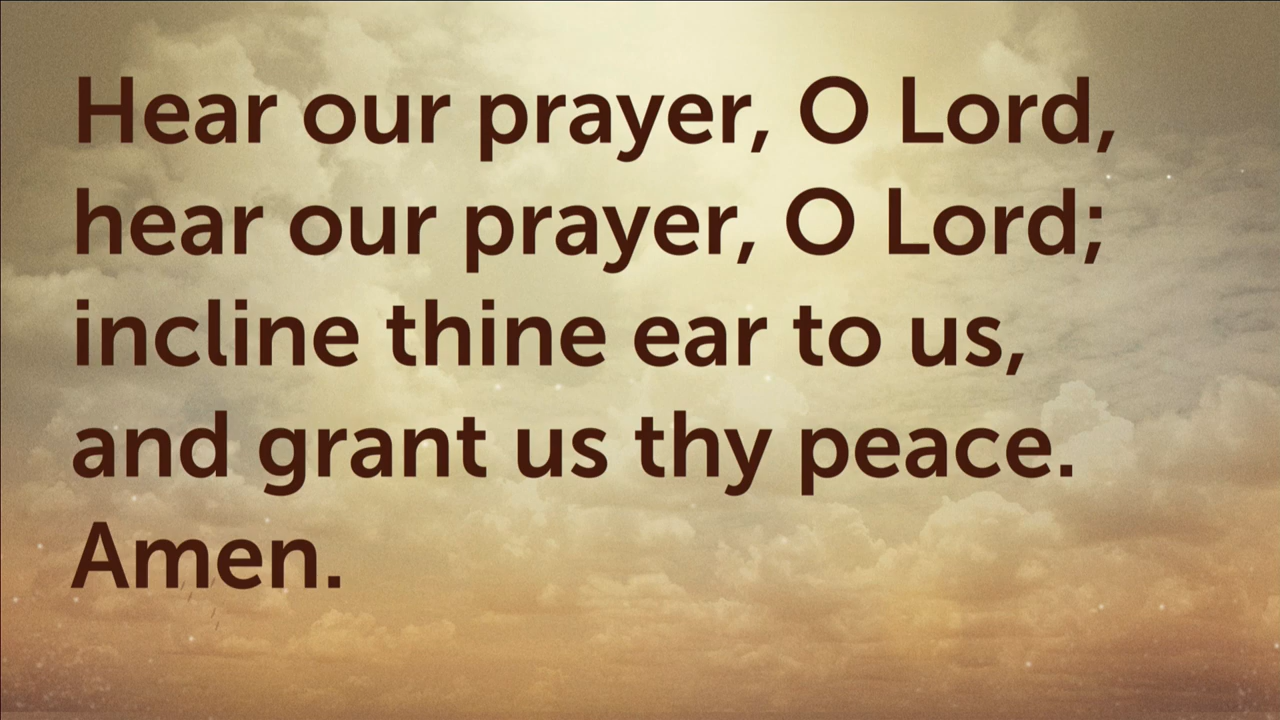 Hear our prayer, O Lord,
hear our prayer, O Lord;
incline thine ear to us,
and grant us thy peace.
Amen.